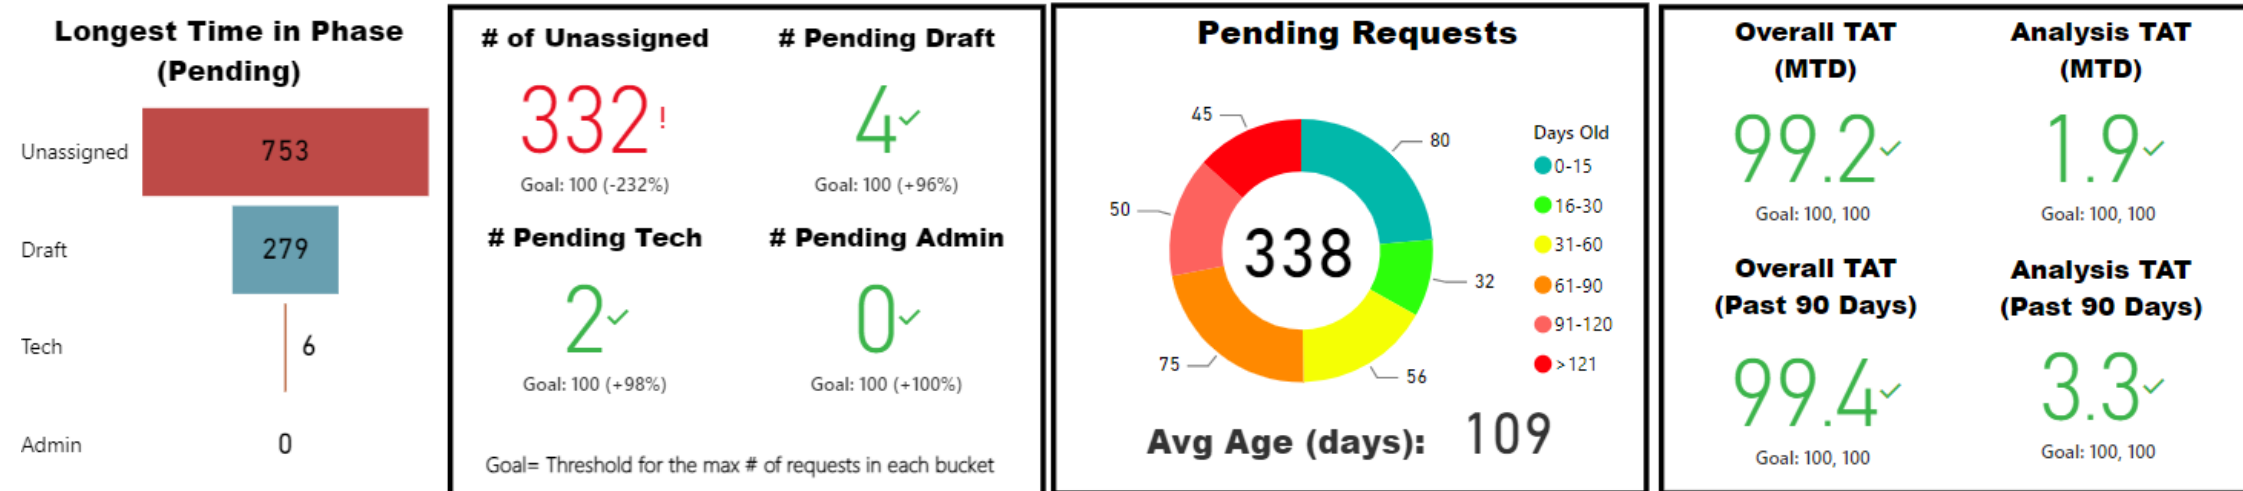 Longest Time in Phase
(Pending)
Unassigned
753
Draft
279
Tech
6
Admin
0
# of Unassigned
332!
Goal: 100 (-232%)
# Pending Draft
4✓
Goal: 100 (+96%)
# Pending Tech
2✓
Goal: 100 (+98%)
# Pending Admin
0✓
Goal: 100 (+100%)
Goal= Threshold for the max # of requests in each bucket
Pending Requests
45
80
50
32
75
56
338
Days Old
0-15
16-30
31-60
61-90
91-120
>121
Avg Age (days): 109
Overall TAT
(MTD)
99.2✓
Goal: 100, 100
Analysis TAT
(MTD)
1.9✓
Goal: 100, 100
Overall TAT
(Past 90 Days)
99.4✓
Goal: 100, 100
Analysis TAT
(Past 90 Days)
3.3✓
Goal: 100, 100